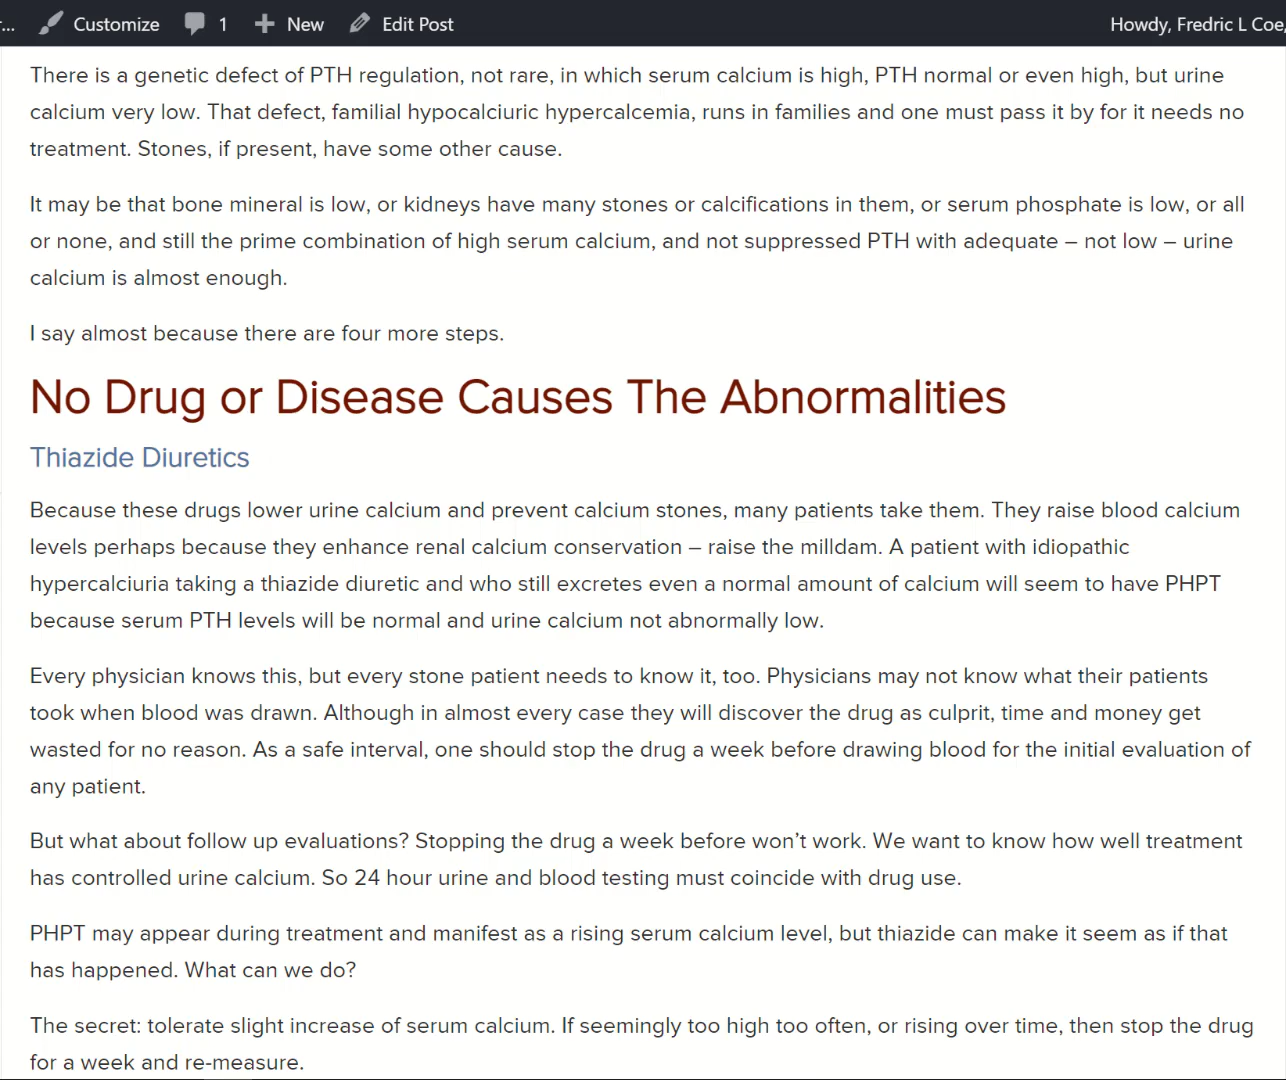 ... Customize 1 New Edit Post Howdy, Fredric L Coe,
There is a genetic defect of PTH regulation, not rare, in which serum calcium is high, PTH normal or even high, but urine
calcium very low. That defect, familial hypocalciuric hypercalcemia, runs in families and one must pass it by for it needs no
treatment. Stones, if present, have some other cause.
It may be that bone mineral is low, or kidneys have many stones or calcifications in them, or serum phosphate is low, or all
or none, and still the prime combination of high serum calcium, and not suppressed PTH with adequate – not low – urine
calcium is almost enough.
I say almost because there are four more steps.
No Drug or Disease Causes The Abnormalities
Thiazide Diuretics
Because these drugs lower urine calcium and prevent calcium stones, many patients take them. They raise blood calcium
levels perhaps because they enhance renal calcium conservation – raise the milldam. A patient with idiopathic
hypercalciuria taking a thiazide diuretic and who still excretes even a normal amount of calcium will seem to have PHPT
because serum PTH levels will be normal and urine calcium not abnormally low.
Every physician knows this, but every stone patient needs to know it, too. Physicians may not know what their patients
took when blood was drawn. Although in almost every case they will discover the drug as culprit, time and money get
wasted for no reason. As a safe interval, one should stop the drug a week before drawing blood for the initial evaluation of
any patient.
But what about follow up evaluations? Stopping the drug a week before won’t work. We want to know how well treatment
has controlled urine calcium. So 24 hour urine and blood testing must coincide with drug use.
PHPT may appear during treatment and manifest as a rising serum calcium level, but thiazide can make it seem as if that
has happened. What can we do?
The secret: tolerate slight increase of serum calcium. If seemingly too high too often, or rising over time, then stop the drug
for a week and re-measure.